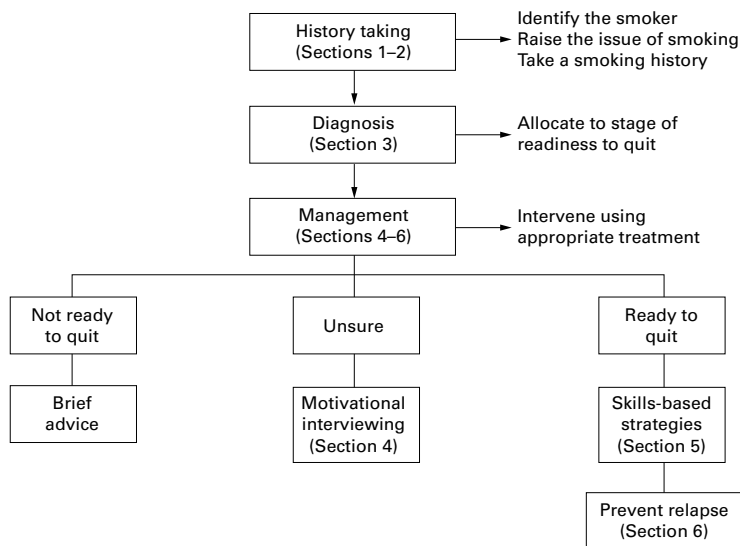 History taking
(Sections 1–2)
Identify the smoker
Raise the issue of smoking
Take a smoking history
Diagnosis
(Section 3)
Allocate to stage of
readiness to quit
Management
(Sections 4–6)
Intervene using
appropriate treatment
Not ready
to quit
Unsure
Ready to
quit
Brief
advice
Motivational
interviewing
(Section 4)
Skills-based
strategies
(Section 5)
Prevent relapse
(Section 6)